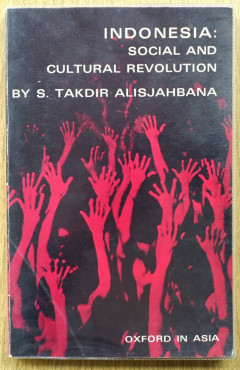 INDONESIA:
SOCIAL AND
CULTURAL REVOLUTION
BY S. TAKDIR ALISJAHBANA
OXFORD IN ASIA